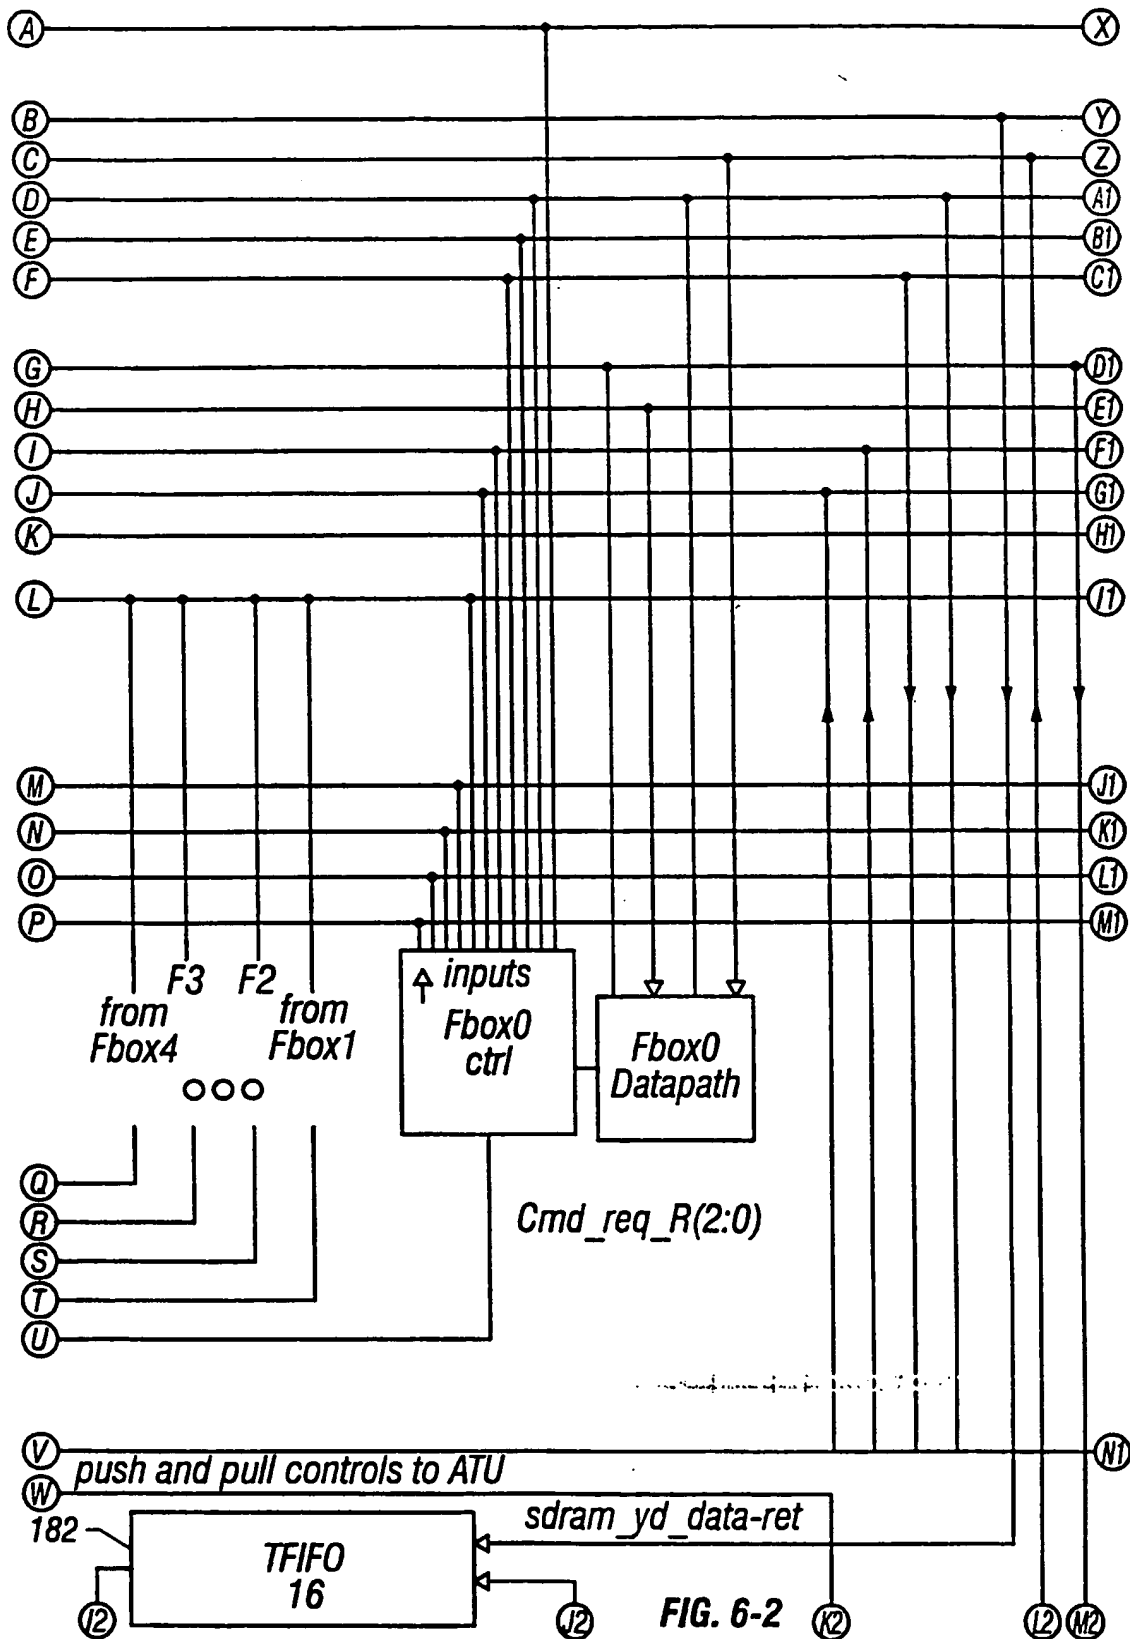 A X
B Y
C Z
D A1
E B1
F C1
G D1
H E1
I F1
J G1
K H1
L I1
M J1
N K1
O L1
P M1
inputs
F3 F2
from Fbox4
from Fbox1
Fbox0 ctrl
Fbox0 Datapath
Q
R
Cmd_req_R(2:0)
S
T
U
V N1
push and pull controls to ATU
W
sdram_yd_data-ret
182
TFIFO
16
I2 J2 FIG. 6-2 K2 L2 M2